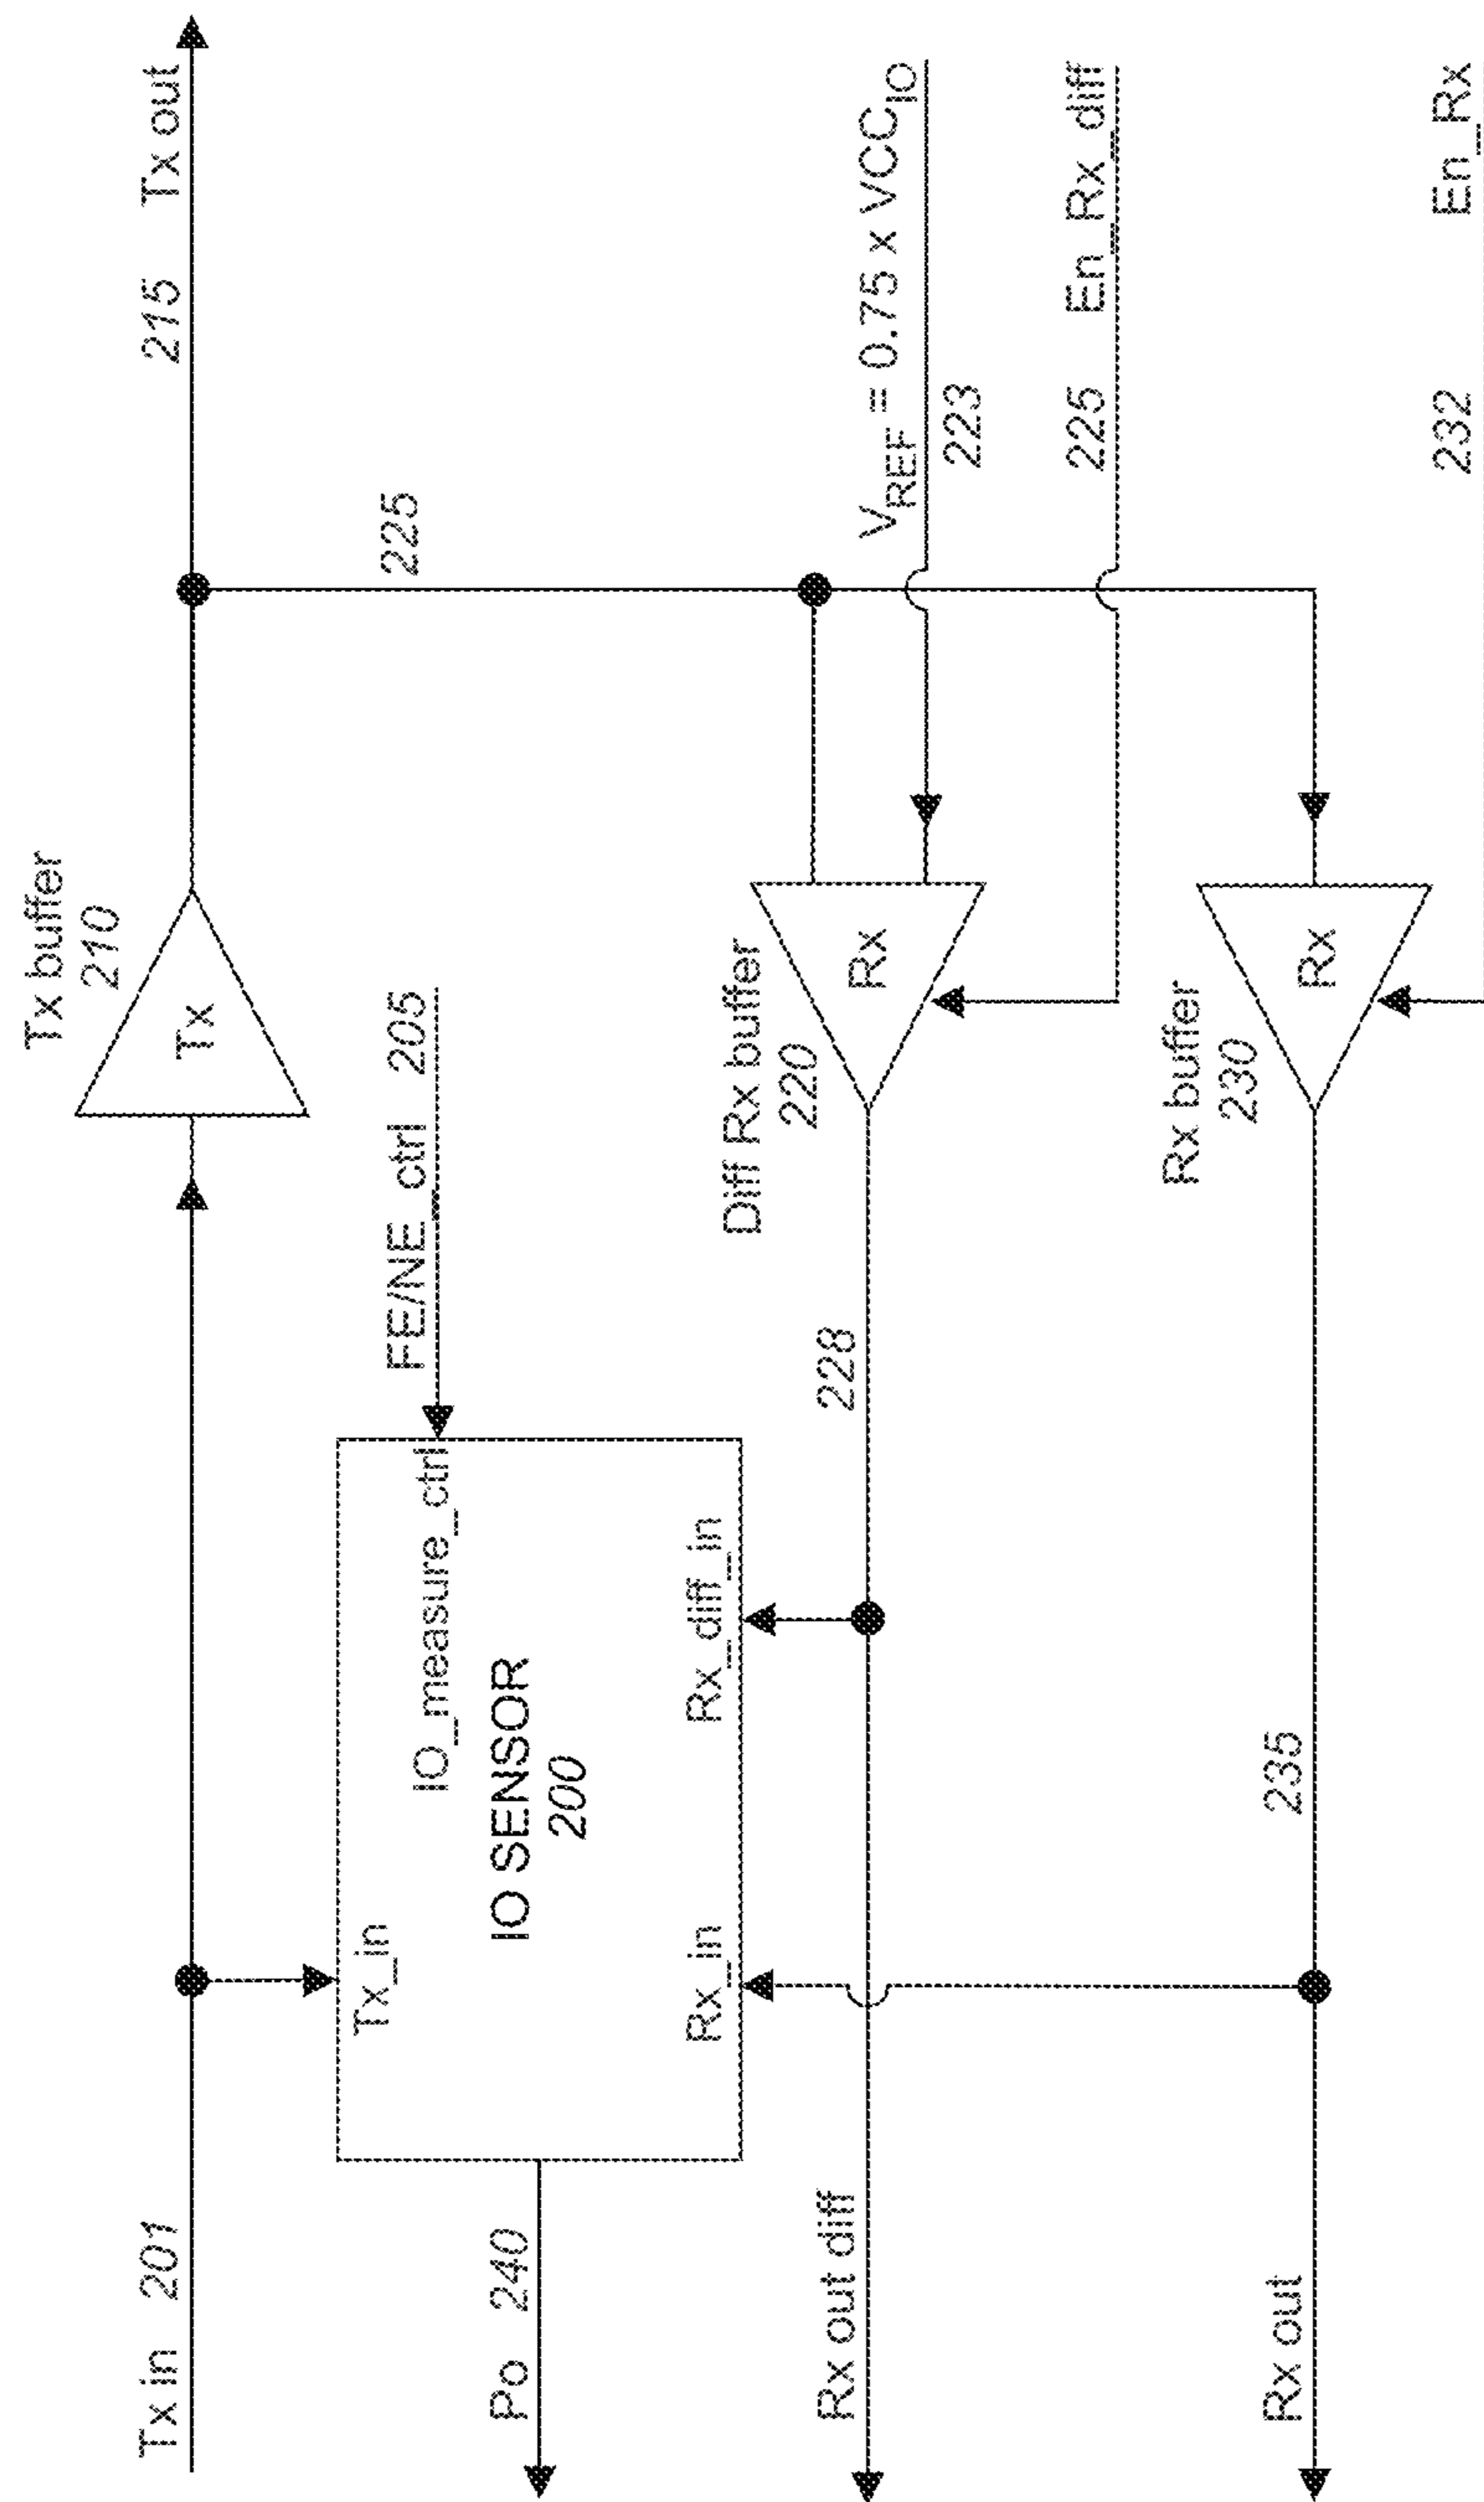 Tx buffer
210
Tx
Tx in 201
215 Tx out
225
FE/NE_ctrl 205
Tx_in
IO_measure_ctrl
IO SENSOR
200
Rx_in
Rx_diff_in
Po 240
Diff Rx buffer
220
Rx
VREF = 0.75 x VCCIO
223
225 En_Rx_diff
228
Rx out diff
Rx buffer
230
Rx
232 En_Rx
235
Rx out